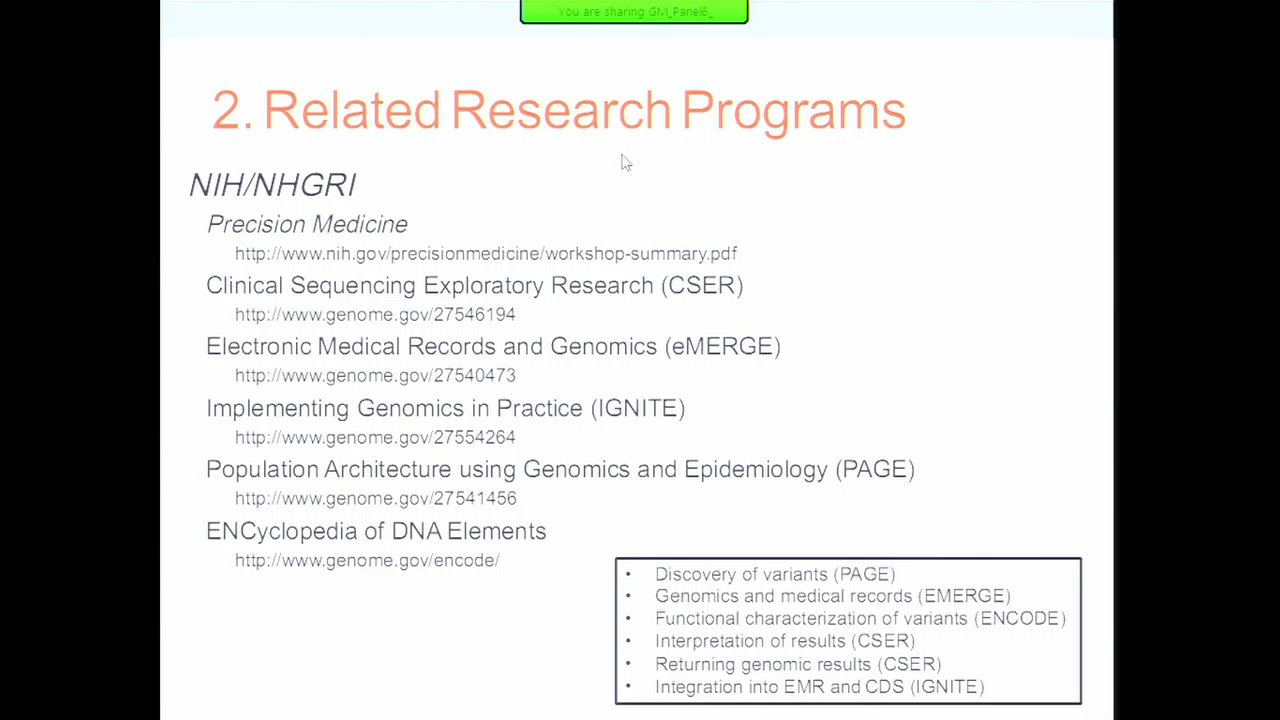 You are sharing GM_Panel6_
2. Related Research Programs
NIH/NHGRI
Precision Medicine
http://www.nih.gov/precisionmedicine/workshop-summary.pdf
Clinical Sequencing Exploratory Research (CSER)
http://www.genome.gov/27546194
Electronic Medical Records and Genomics (eMERGE)
http://www.genome.gov/27540473
Implementing Genomics in Practice (IGNITE)
http://www.genome.gov/27554264
Population Architecture using Genomics and Epidemiology (PAGE)
http://www.genome.gov/27541456
ENCyclopedia of DNA Elements
http://www.genome.gov/encode/
• Discovery of variants (PAGE)
• Genomics and medical records (EMERGE)
• Functional characterization of variants (ENCODE)
• Interpretation of results (CSER)
• Returning genomic results (CSER)
• Integration into EMR and CDS (IGNITE)